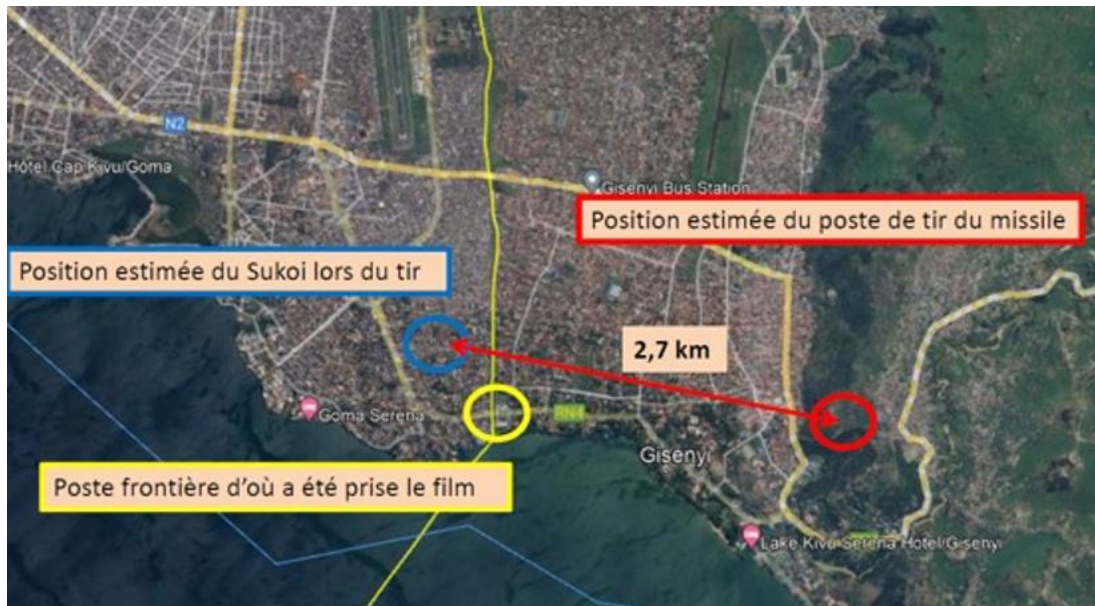 N2
Hôtel Cap Kivu/Goma
Gisenyi Bus Station
Position estimée du poste de tir du missile
Position estimée du Sukoi lors du tir
2,7 km
Goma Serena
RN4
Gisenyi
Poste frontière d'où a été prise le film
Lake Kivu Serena Hotel/Gisenyi